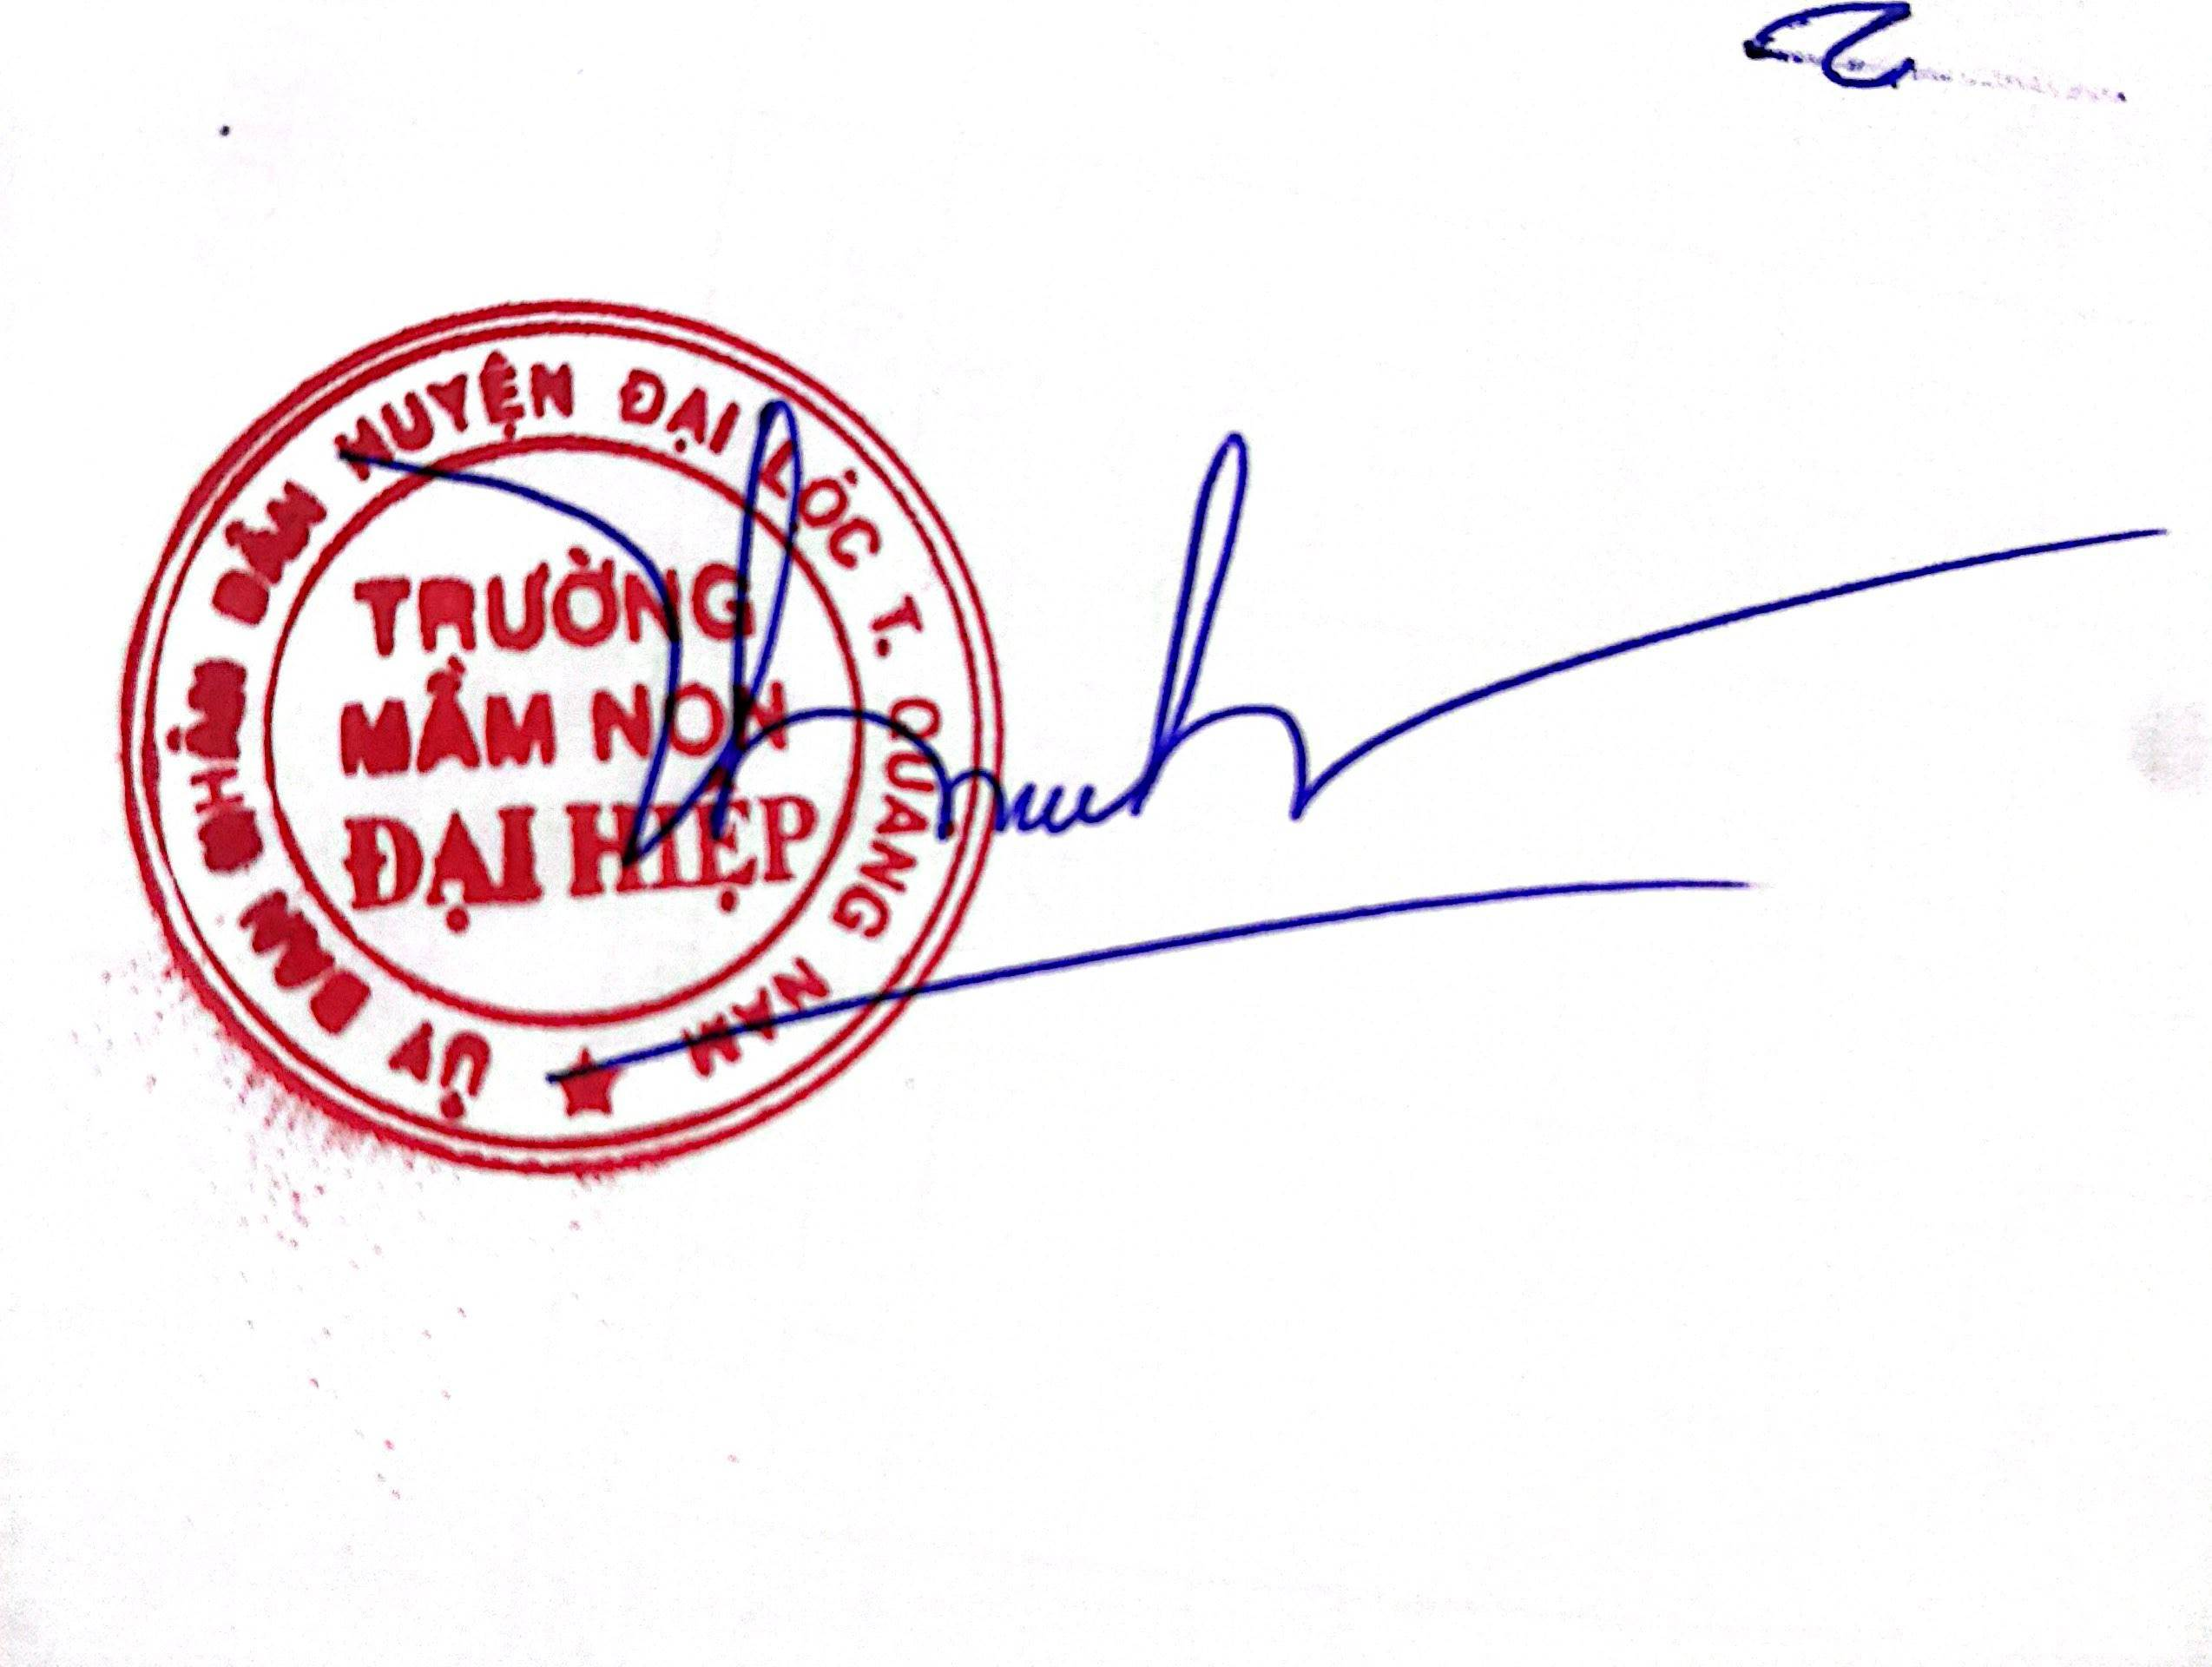 ỦY BAN NHÂN DÂN HUYỆN ĐẠI LỘC T. QUẢNG NAM
TRƯỜNG
MẦM NON
ĐẠI HIỆP